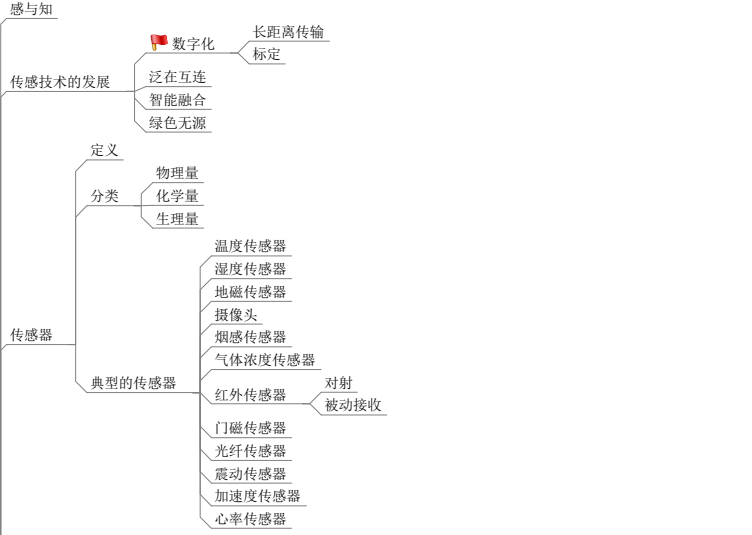 感与知
传感技术的发展
数字化
长距离传输
标定
泛在互连
智能融合
绿色无源
传感器
定义
分类
物理量
化学量
生理量
典型的传感器
温度传感器
湿度传感器
地磁传感器
摄像头
烟感传感器
气体浓度传感器
红外传感器
对射
被动接收
门磁传感器
光纤传感器
震动传感器
加速度传感器
心率传感器